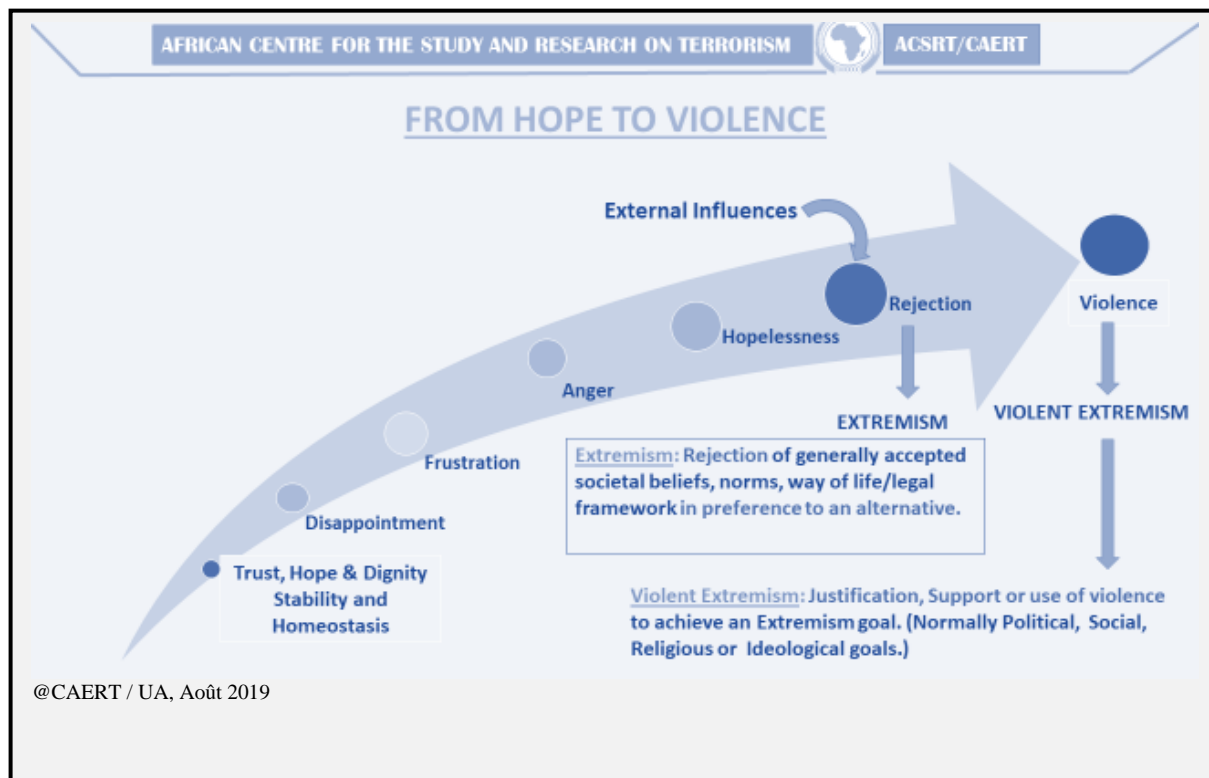 AFRICAN CENTRE FOR THE STUDY AND RESEARCH ON TERRORISM
ACSRT/CAERT
FROM HOPE TO VIOLENCE
External Influences
Rejection
Violence
Hopelessness
Anger
Frustration
Disappointment
Trust, Hope & Dignity
Stability and
Homeostasis
EXTREMISM
VIOLENT EXTREMISM
Extremism: Rejection of generally accepted
societal beliefs, norms, way of life/legal
framework in preference to an alternative.
Violent Extremism: Justification, Support or use of violence
to achieve an Extremism goal. (Normally Political, Social,
Religious or Ideological goals.)
@CAERT / UA, Août 2019